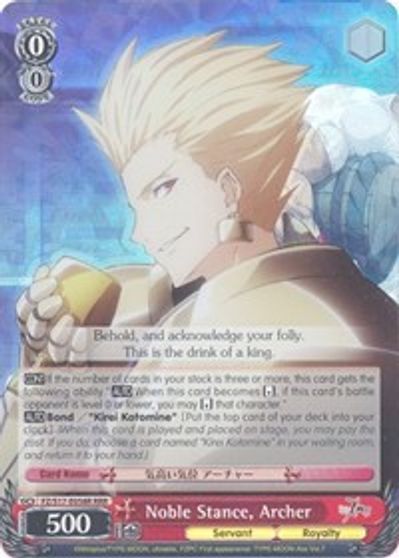 0
0
Behold, and acknowledge your folly.
This is the drink of a king.
CONT If the number of cards in your stock is three or more, this card gets the
following ability." AUTO When this card becomes [ ], if this card's battle
opponent is level 0 or lower, you may [ ] that character."
AUTO Bond / "Kirei Kotomine" [Put the top card of your deck into your
clock] (When this card is played and placed on stage, you may pay the
cost. If you do, choose a card named "Kirei Kotomine" in your waiting room,
and return it to your hand.)
Card Name
気高い気位 アーチャー
500
Noble Stance, Archer
Servant
Royalty